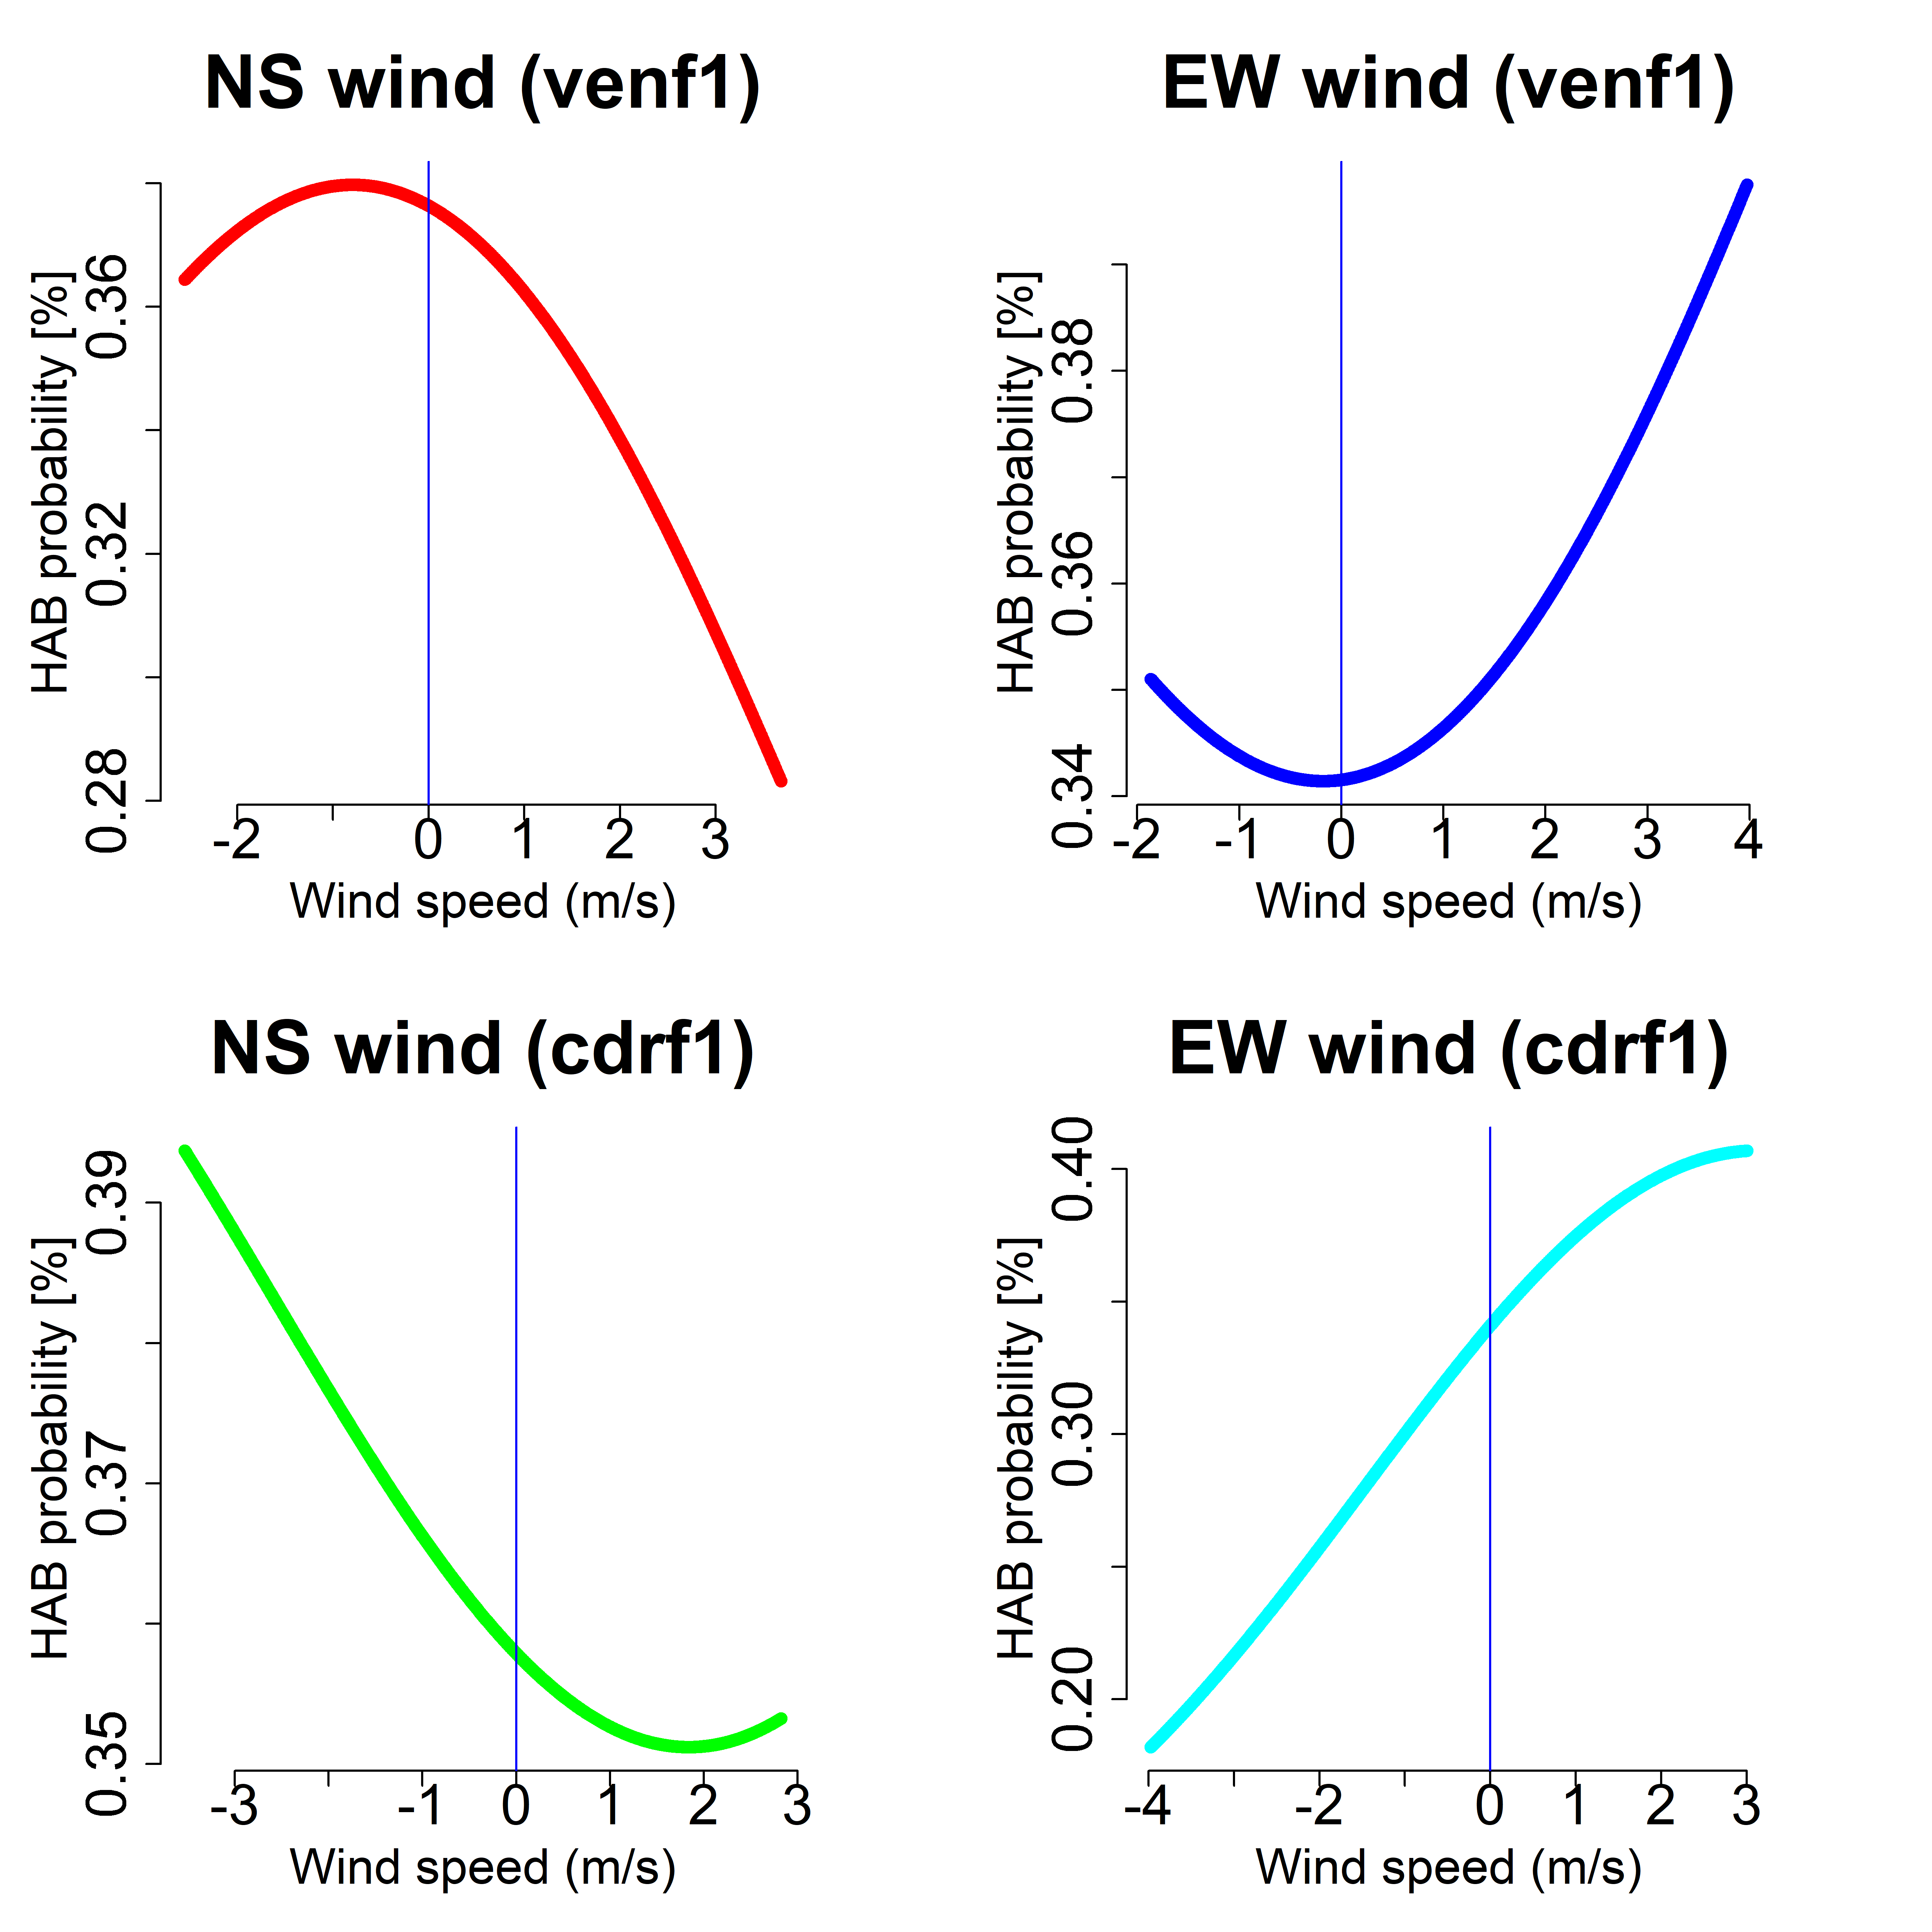 NS wind (venf1)
HAB probability [%]
0.36
0.32
0.28
-2 0 1 2 3
Wind speed (m/s)
EW wind (venf1)
HAB probability [%]
0.38
0.36
0.34
-2 -1 0 1 2 3 4
Wind speed (m/s)
NS wind (cdrf1)
HAB probability [%]
0.39
0.37
0.35
-3 -1 0 1 2 3
Wind speed (m/s)
EW wind (cdrf1)
HAB probability [%]
0.40
0.30
0.20
-4 -2 0 1 2 3
Wind speed (m/s)